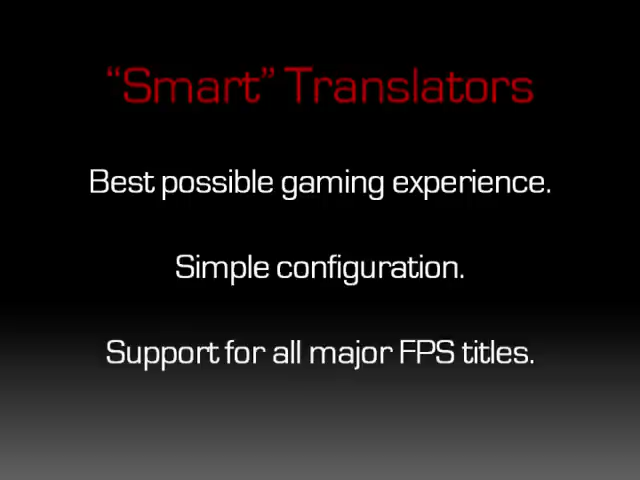 “Smart” Translators
Best possible gaming experience.
Simple configuration.
Support for all major FPS titles.